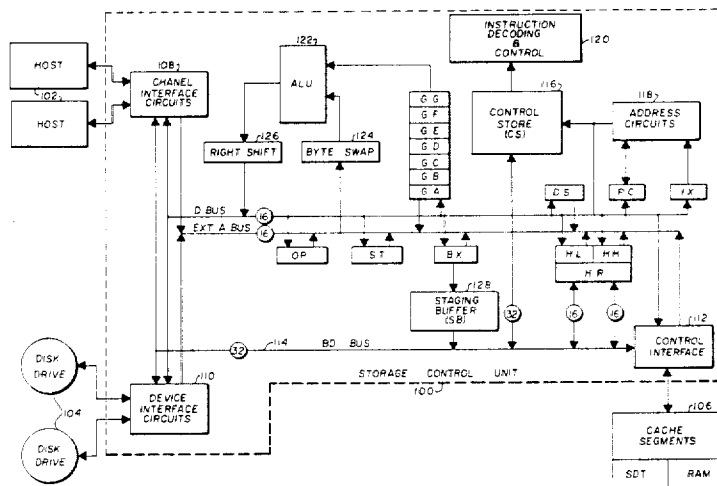 INSTRUCTION
DECODING
&
CONTROL
120
HOST
102
HOST
108
CHANEL
INTERFACE
CIRCUITS
122
ALU
GG
GF
GE
GD
GC
GB
GA
116
CONTROL
STORE
(CS)
118
ADDRESS
CIRCUITS
126
RIGHT SHIFT
124
BYTE SWAP
DS
PC
IX
D BUS
16
EXT A BUS
16
OP
ST
BX
HL
HH
HR
128
STAGING
BUFFER
(SB)
32
16
16
112
CONTROL
INTERFACE
32
114
BD BUS
DISK
DRIVE
104
DISK
DRIVE
110
DEVICE
INTERFACE
CIRCUITS
STORAGE CONTROL UNIT
100
106
CACHE
SEGMENTS
SDT
RAM